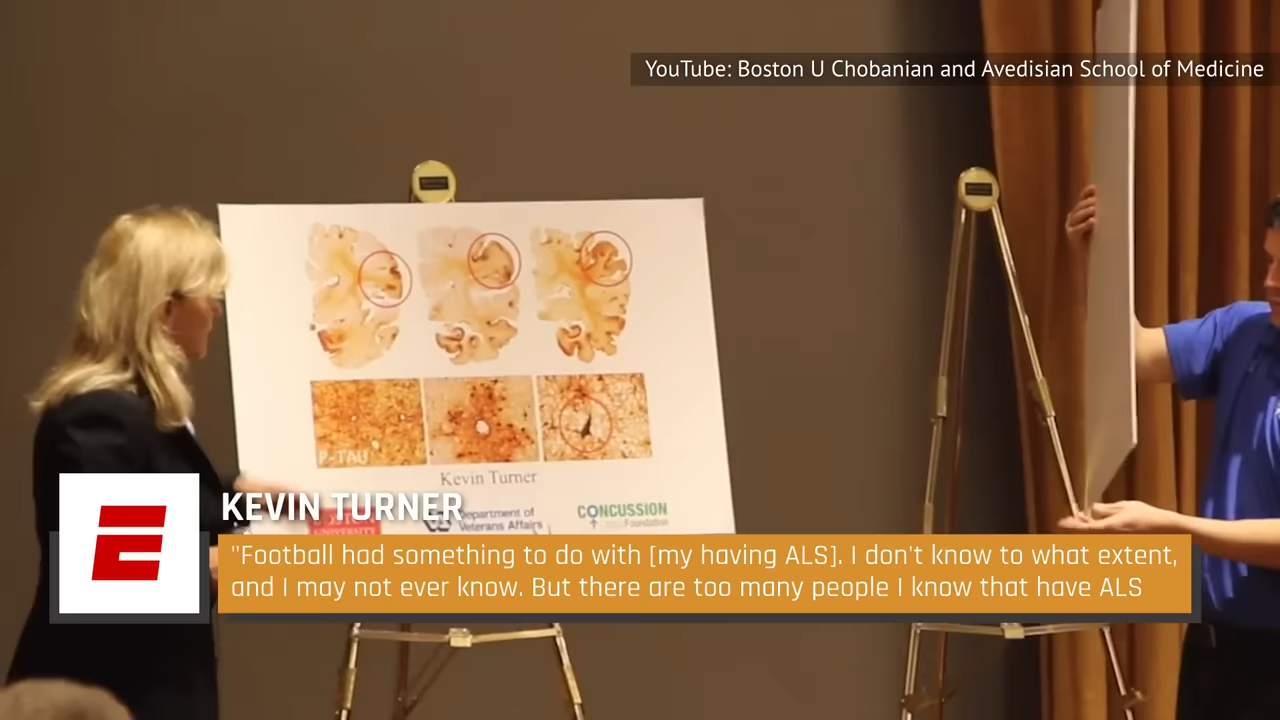 YouTube: Boston U Chobanian and Avedisian School of Medicine
P-TAU
Kevin Turner
KEVIN TURNER
Department of
Veterans Affairs
CONCUSSION
Foundation
"Football had something to do with [my having ALS]. I don't know to what extent,
and I may not ever know. But there are too many people I know that have ALS